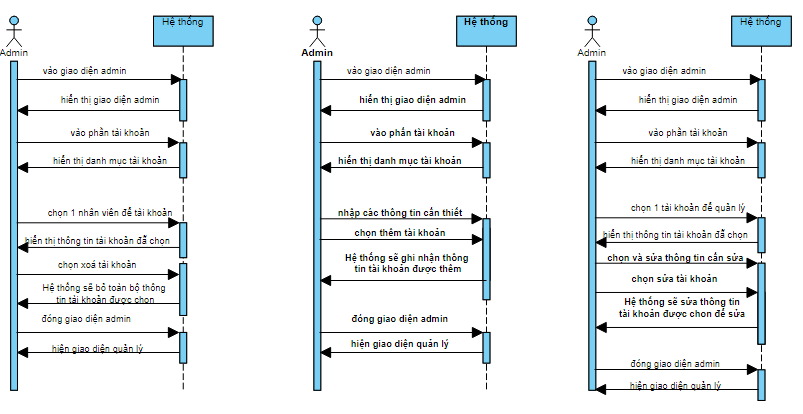 Hệ thống
Admin
vào giao diện admin
hiển thị giao diện admin
vào phần tài khoản
hiển thị danh mục tài khoản
chọn 1 nhân viên để tài khoản
hiển thị thông tin tài khoản đã chọn
chọn xoá tài khoản
Hệ thống sẽ bỏ toàn bộ thông
tin tài khoản được chọn
đóng giao diện admin
hiện giao diện quản lý
Hệ thống
Admin
vào giao diện admin
hiển thị giao diện admin
vào phần tài khoản
hiển thị danh mục tài khoản
nhập các thông tin cần thiết
chọn thêm tài khoản
Hệ thống sẽ ghi nhận thông
tin tài khoản được thêm
đóng giao diện admin
hiện giao diện quản lý
Hệ thống
Admin
vào giao diện admin
hiển thị giao diện admin
vào phần tài khoản
hiển thị danh mục tài khoản
chọn 1 tài khoản để quản lý
hiển thị thông tin tài khoản đã chọn
chọn và sửa thông tin cần sửa
chọn sửa tài khoản
Hệ thống sẽ sửa thông tin
tài khoản được chon để sửa
đóng giao diện admin
hiện giao diện quản lý